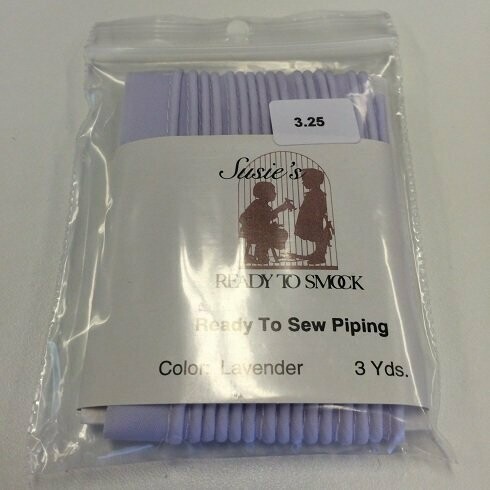 3.25
Susie's
READY TO SMOCK
Ready To Sew Piping
Color: Lavender 3 Yds.